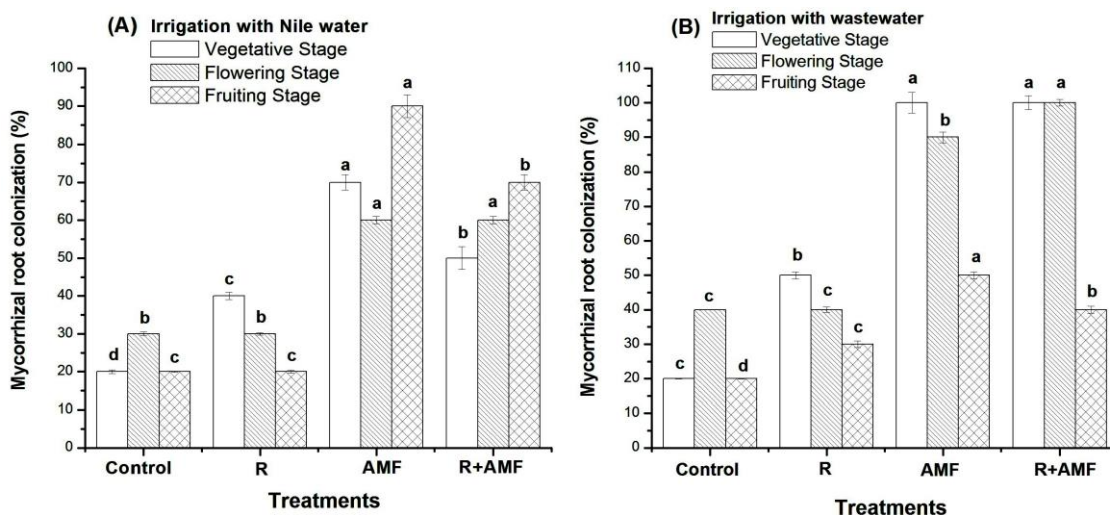 (A) Irrigation with Nile water
Vegetative Stage
Flowering Stage
Fruiting Stage
Mycorrhizal root colonization (%)
100
90
80
70
60
50
40
30
20
10
0
d
b
c
c
b
c
a
a
a
b
a
b
Control R AMF R+AMF
Treatments
(B) Irrigation with wastewater
Vegetative Stage
Flowering Stage
Fruiting Stage
Mycorrhizal root colonization (%)
110
100
90
80
70
60
50
40
30
20
10
0
c
c
d
b
c
c
a
b
a
a
a
b
Control R AMF R+AMF
Treatments